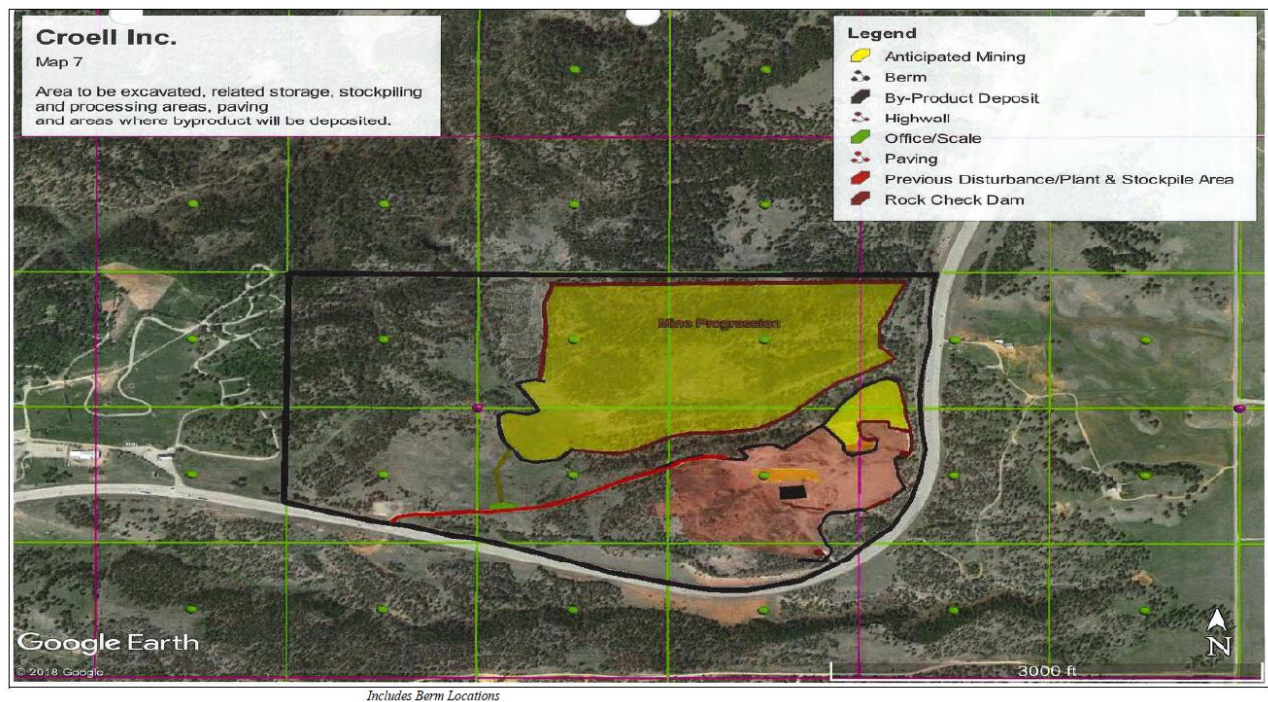 Croell Inc.
Map 7
Area to be excavated, related storage, stockpiling
and processing areas, paving
and areas where byproduct will be deposited.
Legend
Anticipated Mining
Berm
By-Product Deposit
Highwall
Office/Scale
Paving
Previous Disturbance/Plant & Stockpile Area
Rock Check Dam
Mine Progression
Google Earth
© 2018 Google
N
3000 ft
Includes Berm Locations